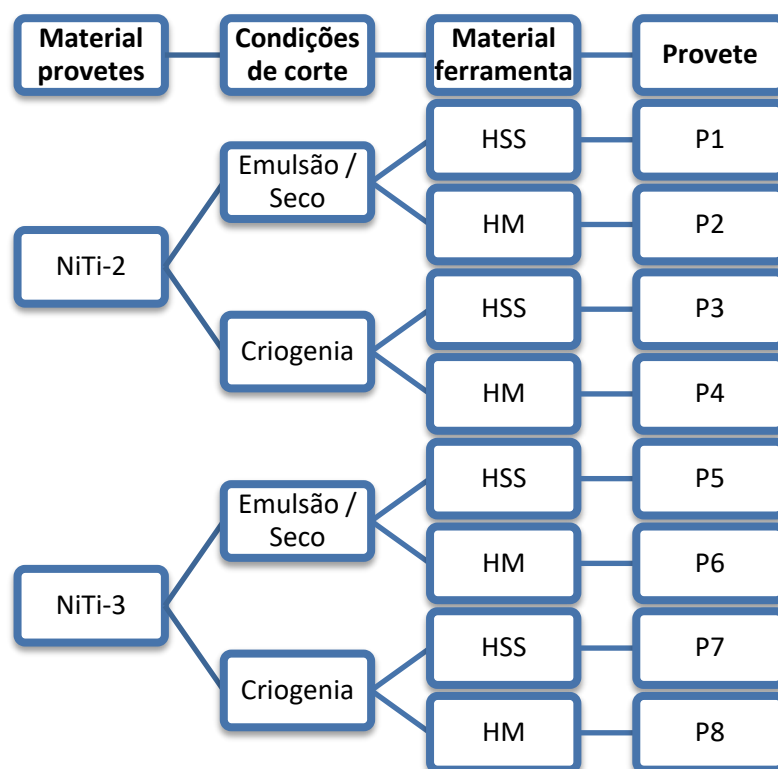 Material
provetes
Condições
de corte
Material
ferramenta
Provete
NiTi-2
Emulsão /
Seco
HSS
P1
HM
P2
Criogenia
HSS
P3
HM
P4
NiTi-3
Emulsão /
Seco
HSS
P5
HM
P6
Criogenia
HSS
P7
HM
P8